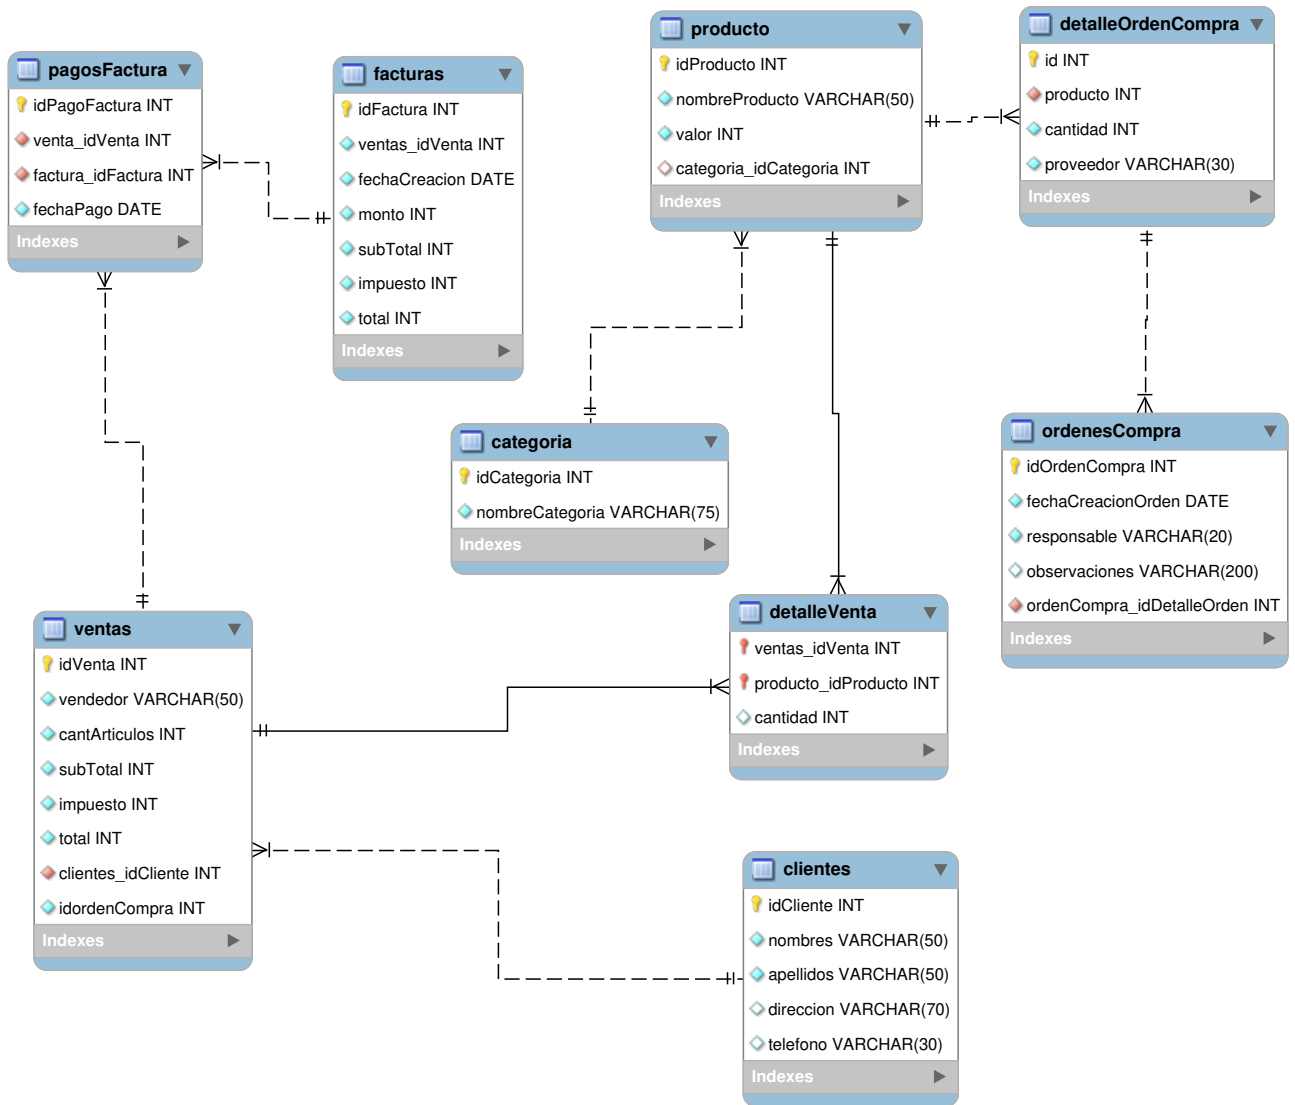 pagosFactura
idPagoFactura INT
venta_idVenta INT
factura_idFactura INT
fechaPago DATE
Indexes
facturas
idFactura INT
ventas_idVenta INT
fechaCreacion DATE
monto INT
subTotal INT
impuesto INT
total INT
Indexes
producto
idProducto INT
nombreProducto VARCHAR(50)
valor INT
categoria_idCategoria INT
Indexes
detalleOrdenCompra
id INT
producto INT
cantidad INT
proveedor VARCHAR(30)
Indexes
categoria
idCategoria INT
nombreCategoria VARCHAR(75)
Indexes
ordenesCompra
idOrdenCompra INT
fechaCreacionOrden DATE
responsable VARCHAR(20)
observaciones VARCHAR(200)
ordenCompra_idDetalleOrden INT
Indexes
ventas
idVenta INT
vendedor VARCHAR(50)
cantArticulos INT
subTotal INT
impuesto INT
total INT
clientes_idCliente INT
idordenCompra INT
Indexes
detalleVenta
ventas_idVenta INT
producto_idProducto INT
cantidad INT
Indexes
clientes
idCliente INT
nombres VARCHAR(50)
apellidos VARCHAR(50)
direccion VARCHAR(70)
telefono VARCHAR(30)
Indexes